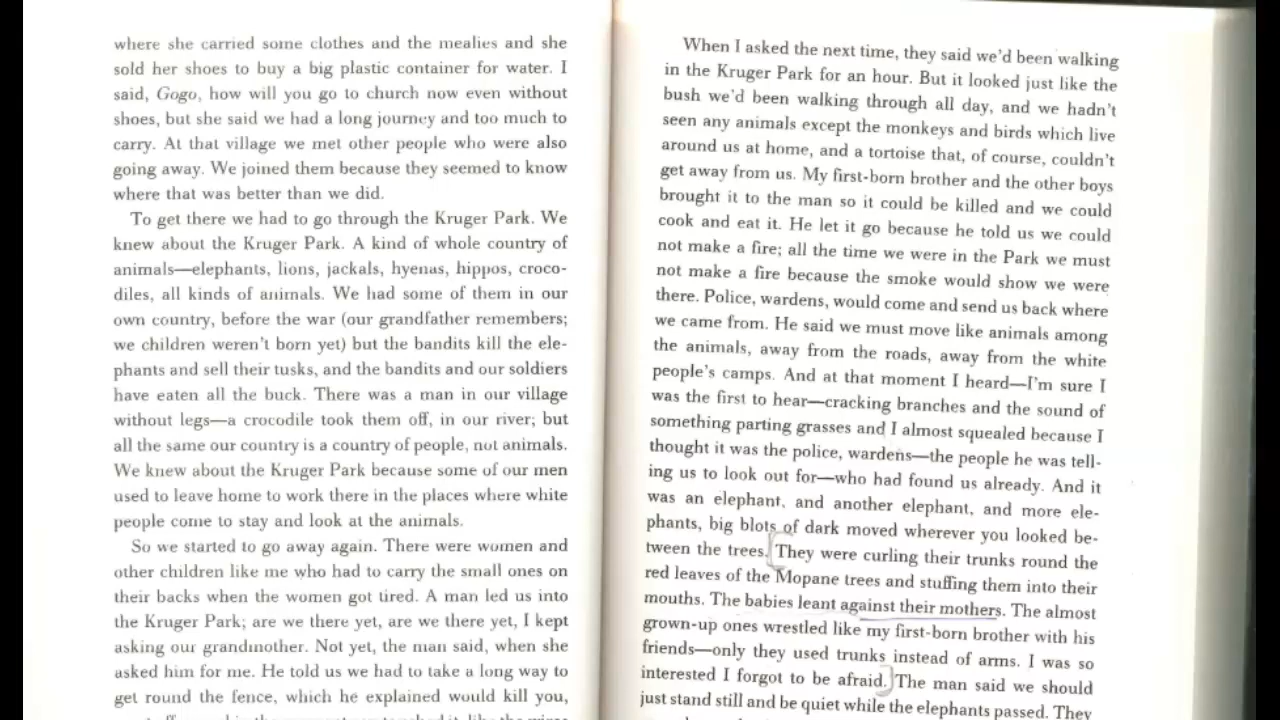 where she carried some clothes and the mealies and she
sold her shoes to buy a big plastic container for water. I
said, Gogo, how will you go to church now even without
shoes, but she said we had a long journey and too much to
carry. At that village we met other people who were also
going away. We joined them because they seemed to know
where that was better than we did.
To get there we had to go through the Kruger Park. We
knew about the Kruger Park. A kind of whole country of
animals—elephants, lions, jackals, hyenas, hippos, croco-
diles, all kinds of animals. We had some of them in our
own country, before the war (our grandfather remembers;
we children weren't born yet) but the bandits kill the ele-
phants and sell their tusks, and the bandits and our soldiers
have eaten all the buck. There was a man in our village
without legs—a crocodile took them off, in our river; but
all the same our country is a country of people, not animals.
We knew about the Kruger Park because some of our men
used to leave home to work there in the places where white
people come to stay and look at the animals.
So we started to go away again. There were women and
other children like me who had to carry the small ones on
their backs when the women got tired. A man led us into
the Kruger Park; are we there yet, are we there yet, I kept
asking our grandmother. Not yet, the man said, when she
asked him for me. He told us we had to take a long way to
get round the fence, which he explained would kill you,
When I asked the next time, they said we'd been walking
in the Kruger Park for an hour. But it looked just like the
bush we'd been walking through all day, and we hadn't
seen any animals except the monkeys and birds which live
around us at home, and a tortoise that, of course, couldn't
get away from us. My first-born brother and the other boys
brought it to the man so it could be killed and we could
cook and eat it. He let it go because he told us we could
not make a fire; all the time we were in the Park we must
not make a fire because the smoke would show we were
there. Police, wardens, would come and send us back where
we came from. He said we must move like animals among
the animals, away from the roads, away from the white
people's camps. And at that moment I heard—I'm sure I
was the first to hear—cracking branches and the sound of
something parting grasses and I almost squealed because I
thought it was the police, wardens—the people he was tell-
ing us to look out for—who had found us already. And it
was an elephant, and another elephant, and more ele-
phants, big blots of dark moved wherever you looked be-
tween the trees. They were curling their trunks round the
red leaves of the Mopane trees and stuffing them into their
mouths. The babies leant against their mothers. The almost
grown-up ones wrestled like my first-born brother with his
friends—only they used trunks instead of arms. I was so
interested I forgot to be afraid. The man said we should
just stand still and be quiet while the elephants passed. They